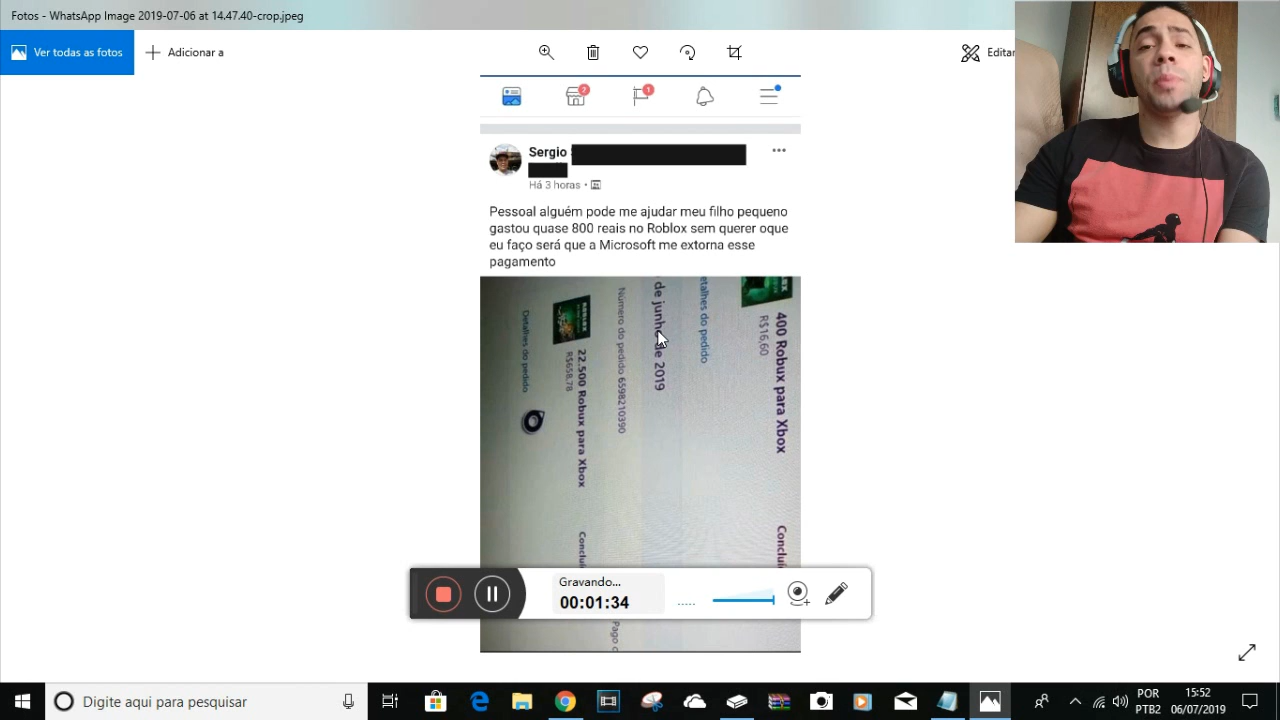 Fotos - WhatsApp Image 2019-07-06 at 14.47.40-crop.jpeg
Ver todas as fotos
Adicionar a
Editar
2
1
Sergio
Há 3 horas •
Pessoal alguém pode me ajudar meu filho pequeno
gastou quase 800 reais no Roblox sem querer oque
eu faço será que a Microsoft me extorna esse
pagamento
400 Robux para Xbox
R$16,60
Detalhes do pedido
de junho de 2019
Número do pedido 6598210390
22.500 Robux para Xbox
R$658,78
Detalhes do pedido
Pago
Gravando...
00:01:34
Digite aqui para pesquisar
POR
PTB2
15:52
06/07/2019